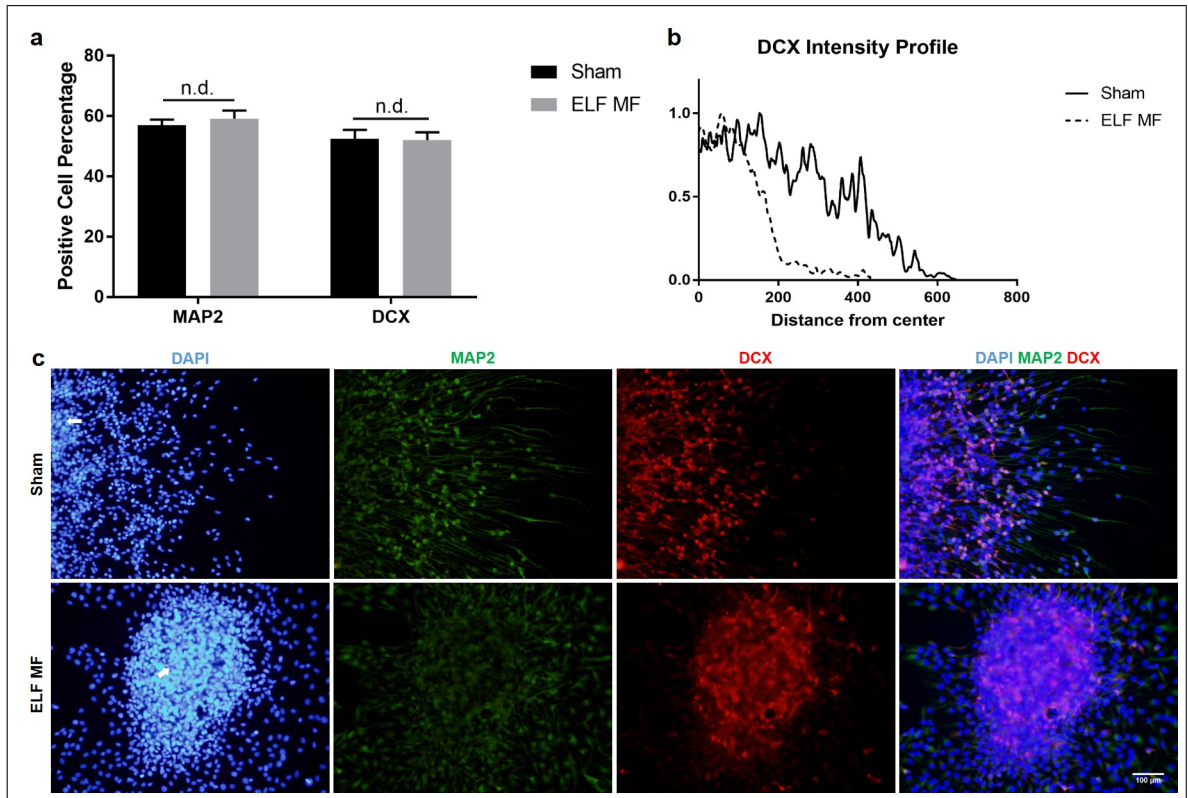 a
80
60
40
20
0
Positive Cell Percentage
n.d.
n.d.
MAP2
DCX
Sham
ELF MF
b
DCX Intensity Profile
1.0
0.5
0.0
0
200
400
600
800
Distance from center
Sham
ELF MF
c
DAPI
MAP2
DCX
DAPI MAP2 DCX
Sham
ELF MF
100 µm